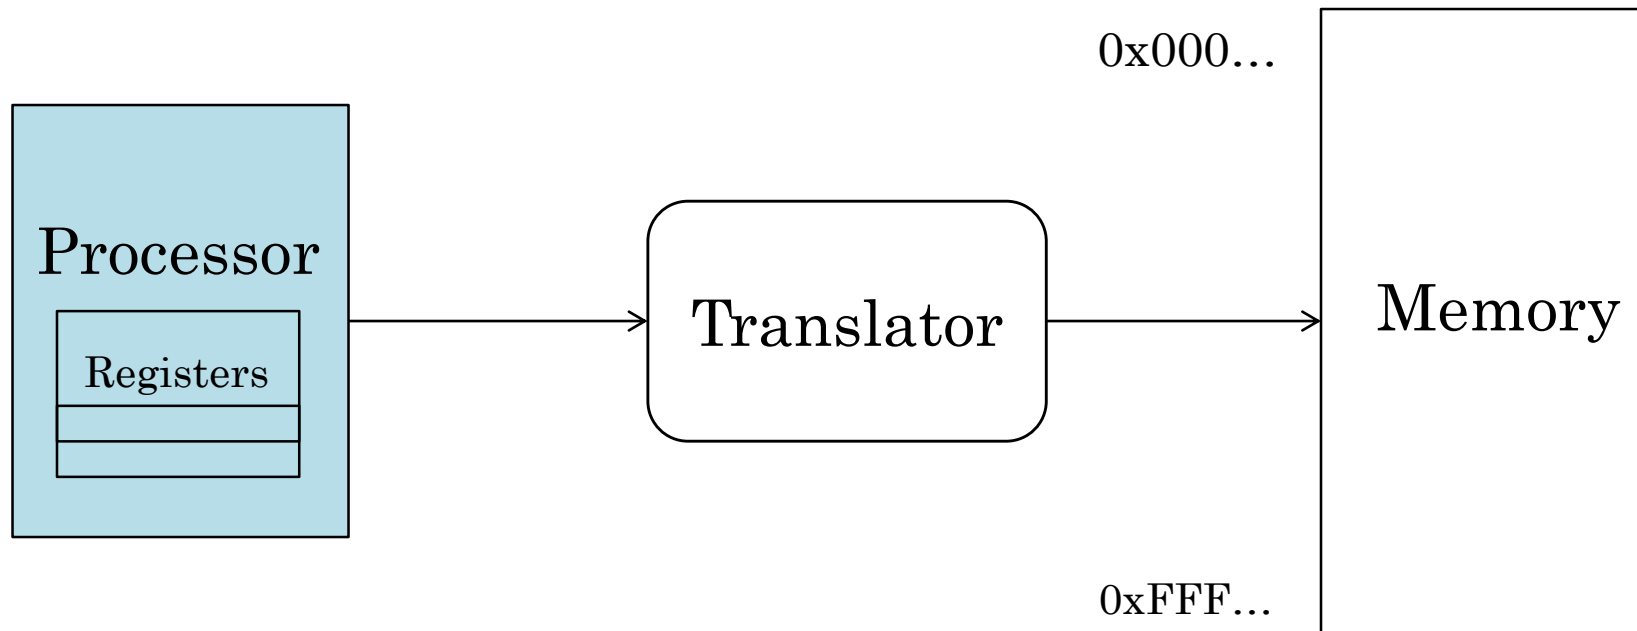 0x000…
Processor
Registers
Translator
Memory
0xFFF…